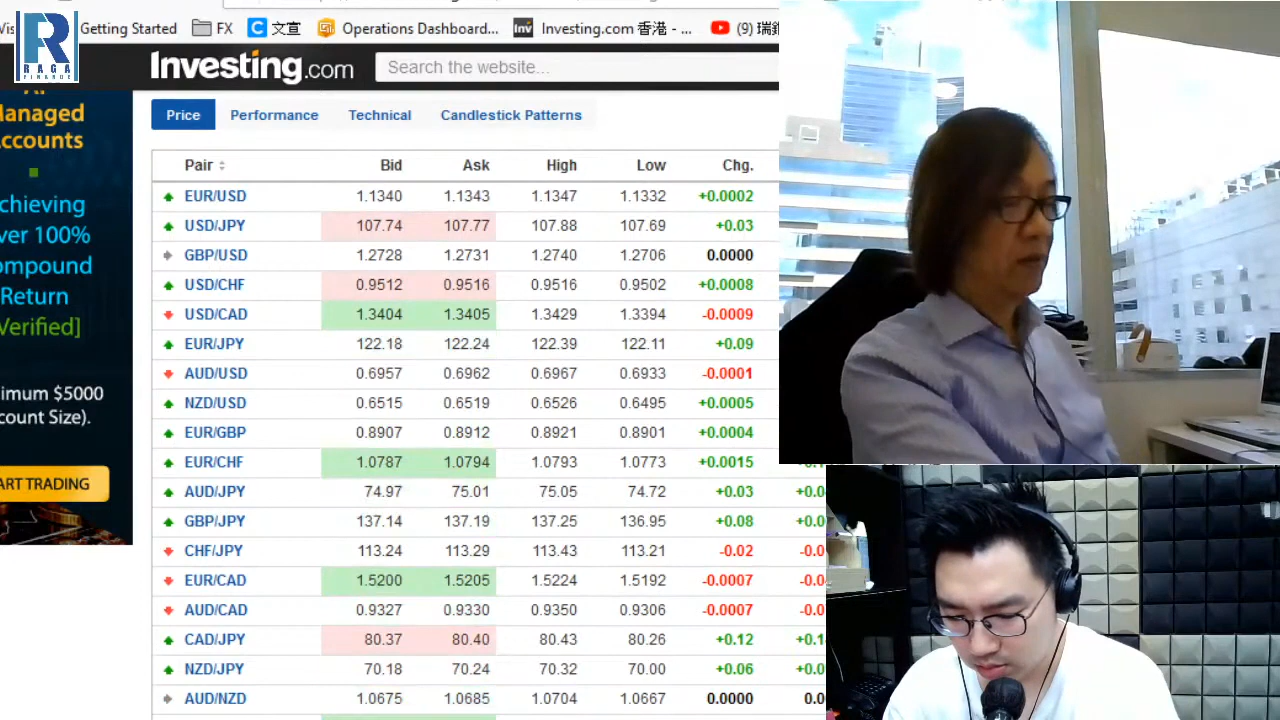 Getting Started
FX
文宣
Operations Dashboard...
Investing.com 香港 - ...
(9) 瑞
R
RAGA
FINANCE
Investing.com
Search the website...
Managed
Accounts
Achieving
Over 100%
Compound
Return
[Verified]
$5000
Size).
START TRADING
Price Performance Technical Candlestick Patterns
Pair Bid Ask High Low Chg.
EUR/USD 1.1340 1.1343 1.1347 1.1332 +0.0002
USD/JPY 107.74 107.77 107.88 107.69 +0.03
GBP/USD 1.2728 1.2731 1.2740 1.2706 0.0000
USD/CHF 0.9512 0.9516 0.9516 0.9502 +0.0008
USD/CAD 1.3404 1.3405 1.3429 1.3394 -0.0009
EUR/JPY 122.18 122.24 122.39 122.11 +0.09
AUD/USD 0.6957 0.6962 0.6967 0.6933 -0.0001
NZD/USD 0.6515 0.6519 0.6526 0.6495 +0.0005
EUR/GBP 0.8907 0.8912 0.8921 0.8901 +0.0004
EUR/CHF 1.0787 1.0794 1.0793 1.0773 +0.0015
AUD/JPY 74.97 75.01 75.05 74.72 +0.03
GBP/JPY 137.14 137.19 137.25 136.95 +0.08
CHF/JPY 113.24 113.29 113.43 113.21 -0.02
EUR/CAD 1.5200 1.5205 1.5224 1.5192 -0.0007
AUD/CAD 0.9327 0.9330 0.9350 0.9306 -0.0007
CAD/JPY 80.37 80.40 80.43 80.26 +0.12
NZD/JPY 70.18 70.24 70.32 70.00 +0.06
AUD/NZD 1.0675 1.0685 1.0704 1.0667 0.0000